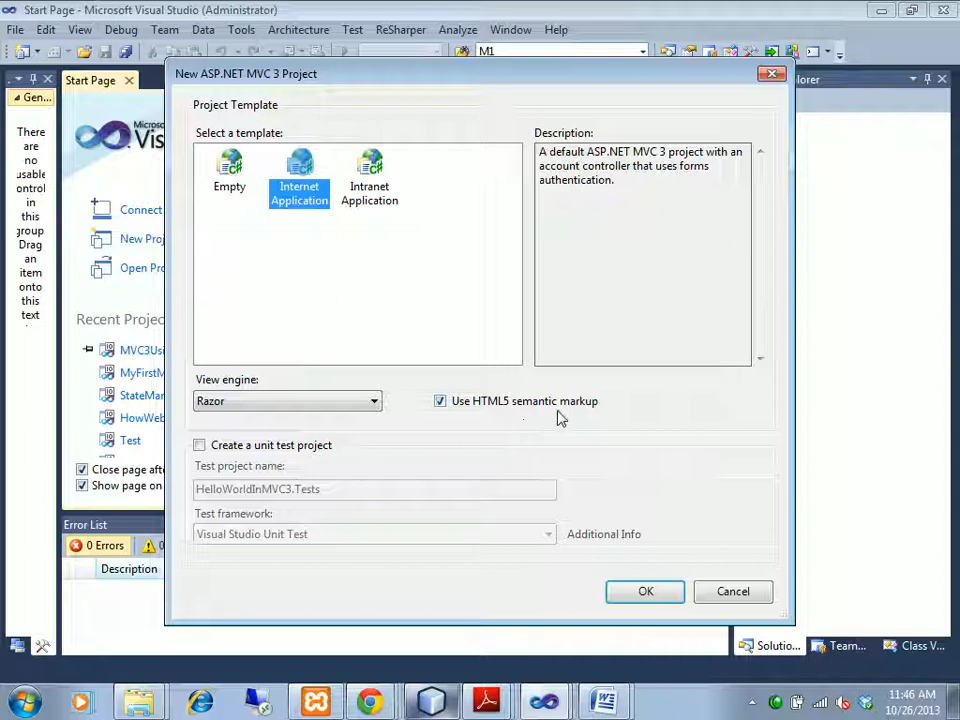 Start Page - Microsoft Visual Studio (Administrator)
File Edit View Debug Team Data Tools Architecture Test ReSharper Analyze Window Help
M1
Gen...
There
are
no
usable
ontrol
in
this
group
Drag
an
item
onto
this
text
Start Page
Vis
Connect
New Proj
Open Pro
Recent Projec
MVC3Usi
MyFirstM
StateMar
HowWeb
Test
Close page afte
Show page on
Error List
0 Errors
Description
New ASP.NET MVC 3 Project
Project Template
Select a template:
Empty
Internet
Application
Intranet
Application
Description:
A default ASP.NET MVC 3 project with an
account controller that uses forms
authentication.
View engine:
Razor
Use HTML5 semantic markup
Create a unit test project
Test project name:
HelloWorldInMVC3.Tests
Test framework:
Visual Studio Unit Test
Additional Info
OK
Cancel
lorer
Solutio...
Team...
Class V...
11:46 AM
10/26/2013